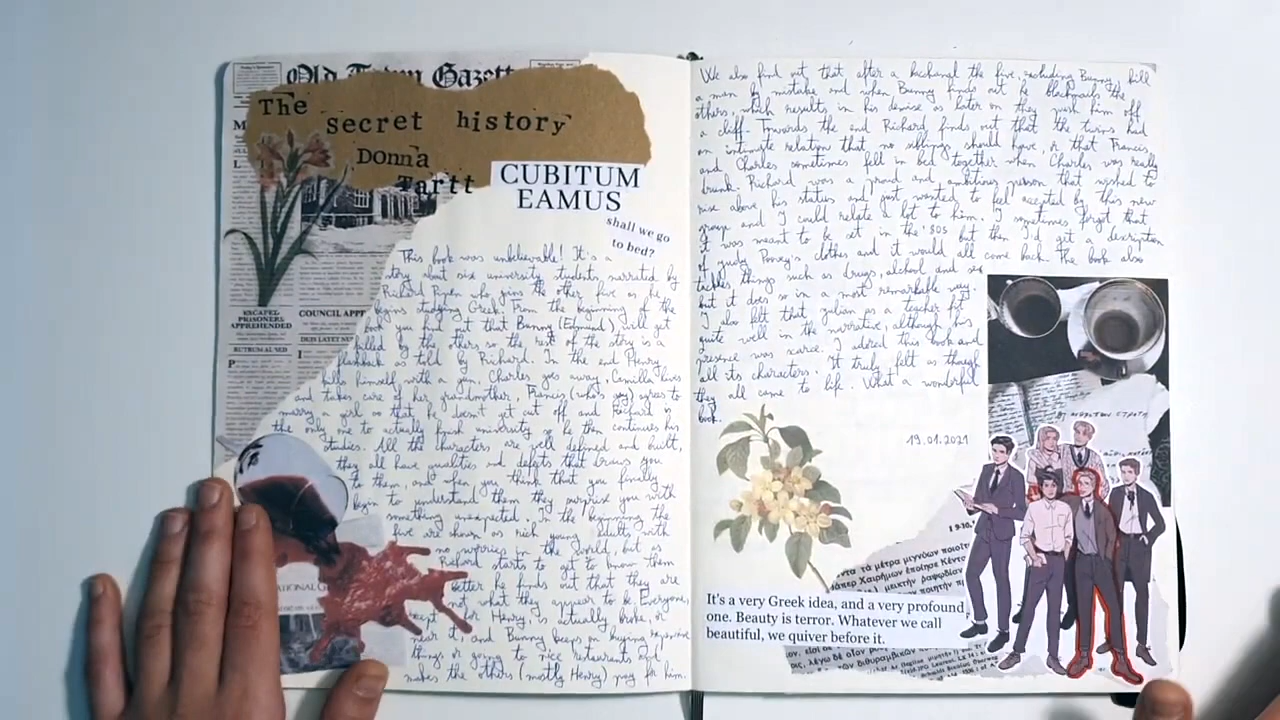 Old Town Gazett
The
secret history
Donna
Tartt
CUBITUM
EAMUS
shall we go
to bed?
ESCAPED
PRISONERS
APPREHENDED
COUNCIL APP
This book was unbelievable! It's a
story about six university students, narrated by
Richard Papen who joins the other five as he
begins studying Greek. From the beginning of the
book you find out that Bunny (Edmund) will get
killed by the others so the rest of the story is a
flashback as told by Richard. In the end Henry
kills himself with a gun, Charles goes away, Camilla lives
and takes care of her grandmother, Francis (who's gay) agrees to
marry a girl so that he doesn't get cut off and Richard is
the only one to actually finish university so he then continues his
studies. All the characters are well defined and built,
they all have qualities and defects that draws you
to them, and when you think that you finally
begin to understand them they surprise you with
something unexpected. In the beginning the
five are shown as rich young adults with
no worries in the world, but as
Richard starts to get to know them
better he finds out that they are
not what they appear to be. Everyone,
except for Henry, is actually broke, or
near it, and Bunny keeps on buying expensive
things or going to nice restaurants and
makes the others (mostly Henry) pay for him.
We also find out that after a bachanal the five, excluding Bunny, kill
a man by mistake and when Bunny finds out he blackmails the
others, which results in his demise as later on they push him off
a cliff. Towards the end Richard finds out that the twins had
an intimate relation that no siblings should have, or that Francis
and Charles sometimes fell in bed together when Charles was really
drunk. Richard was a proud and ambitious person that wished to
rise above his status and just wanted to feel accepted by this new
group and I could relate a lot to him. I sometimes forgot that
it was meant to be set in the '80s but then I'd get a description
of Judy Poovey's clothes and it would all come back. The book also
tackles things such as drugs, alchool and sex
but it does so in a most remarkable way.
I also felt that Julian as a teacher fit
quite well the narrative, although his
presence was scarce. I adored this book and
all its characters. It truly felt as though
they all came to life. What a wonderful
book.
19.01.2021
It's a very Greek idea, and a very profound
one. Beauty is terror. Whatever we call
beautiful, we quiver before it.